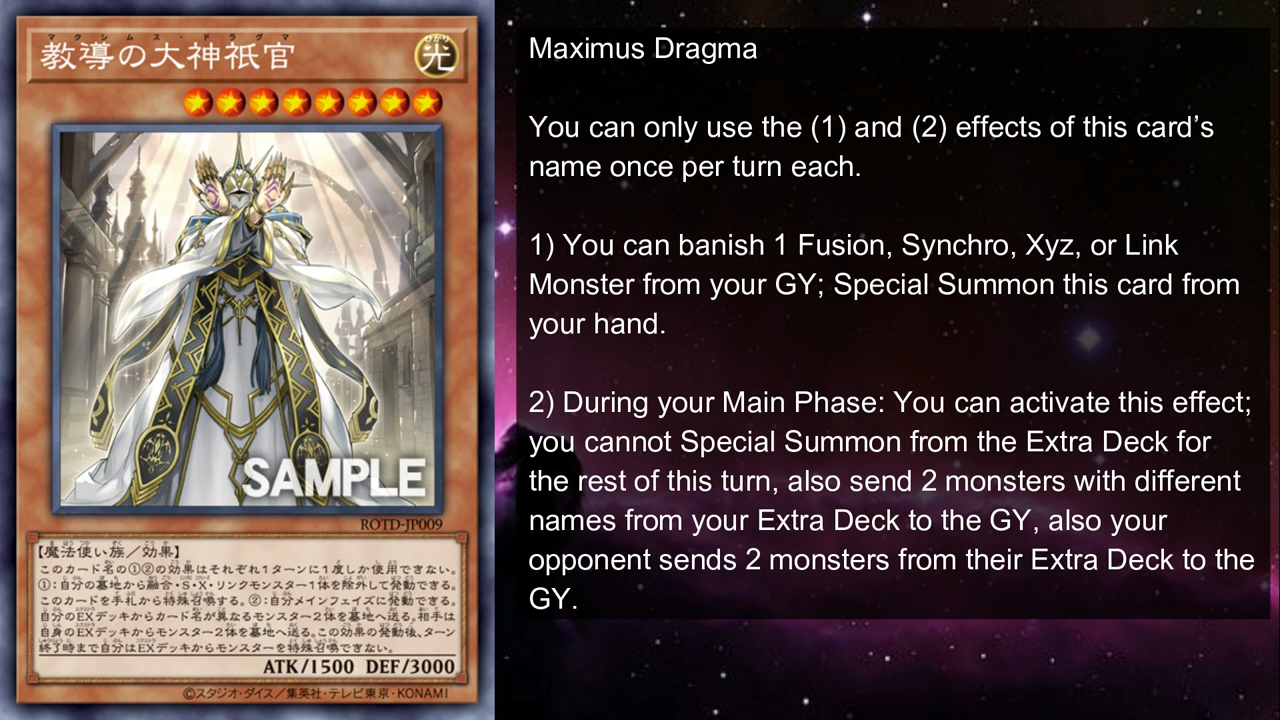 マクシムス・ドラグマ
教導の大神祇官
ひかり
光
SAMPLE
ROTD-JP009
【魔法使い族／効果】
このカード名の①②の効果はそれぞれ1ターンに1度しか使用できない。
①：自分の墓地から融合・S・X・リンクモンスター1体を除外して発動できる。
このカードを手札から特殊召喚する。②：自分メインフェイズに発動できる。
自分のEXデッキからカード名が異なるモンスター2体を墓地へ送る。相手は
自身のEXデッキからモンスター2体を墓地へ送る。この効果の発動後、ターン
終了時まで自分はEXデッキからモンスターを特殊召喚できない。
ATK/1500 DEF/3000
©スタジオ・ダイス／集英社・テレビ東京・KONAMI
Maximus Dragma
You can only use the (1) and (2) effects of this card’s
name once per turn each.
1) You can banish 1 Fusion, Synchro, Xyz, or Link
Monster from your GY; Special Summon this card from
your hand.
2) During your Main Phase: You can activate this effect;
you cannot Special Summon from the Extra Deck for
the rest of this turn, also send 2 monsters with different
names from your Extra Deck to the GY, also your
opponent sends 2 monsters from their Extra Deck to the
GY.